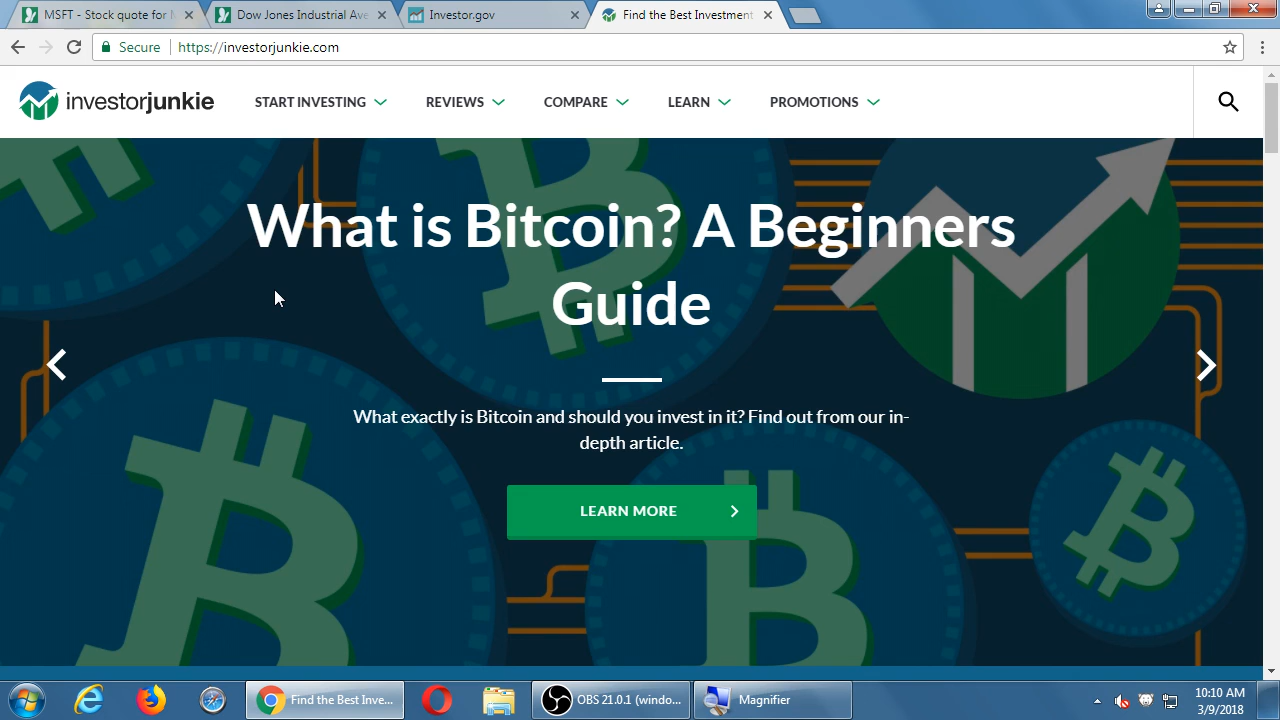 MSFT - Stock quote for M
Dow Jones Industrial Ave
Investor.gov
Find the Best Investment
Secure
https://investorjunkie.com
investorjunkie
START INVESTING
REVIEWS
COMPARE
LEARN
PROMOTIONS
What is Bitcoin? A Beginners
Guide
What exactly is Bitcoin and should you invest in it? Find out from our in-
depth article.
LEARN MORE
Find the Best Inve...
OBS 21.0.1 (windo...
Magnifier
10:10 AM
3/9/2018